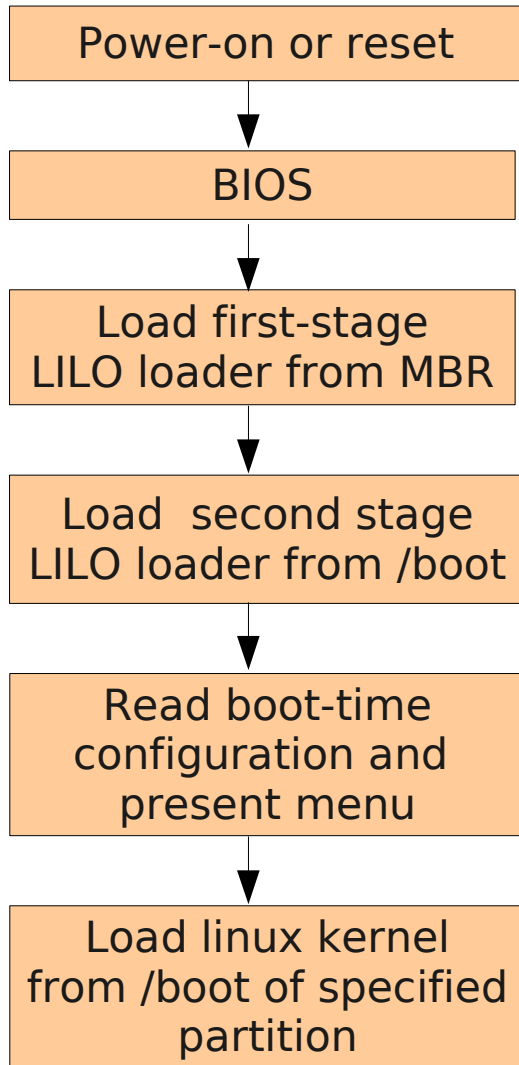 Power-on or reset
BIOS
Load first-stage
LILO loader from MBR
Load second stage
LILO loader from /boot
Read boot-time
configuration and
present menu
Load linux kernel
from /boot of specified
partition